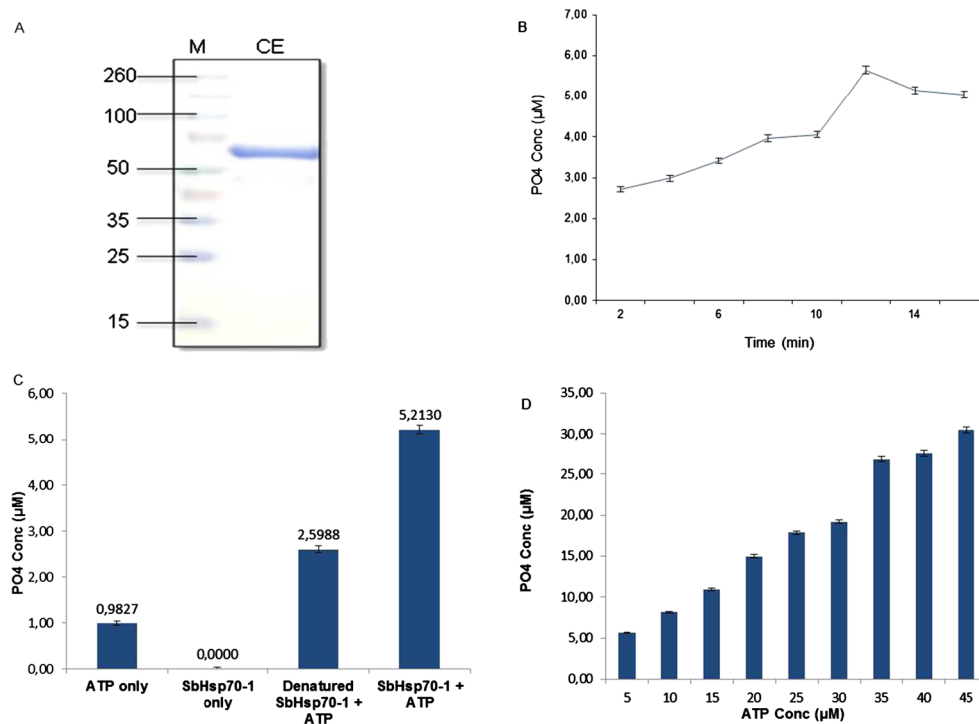 A
M CE
260
100
50
35
25
15
B
7,00
6,00
5,00
4,00
3,00
2,00
1,00
0,00
PO4 Conc (µM)
2 6 10 14
Time (min)
C
6,00
5,00
4,00
3,00
2,00
1,00
0,00
PO4 Conc (µM)
0,9827
0,0000
2,5988
5,2130
ATP only
SbHsp70-1
only
Denatured
SbHsp70-1 +
ATP
SbHsp70-1 +
ATP
D
35,00
30,00
25,00
20,00
15,00
10,00
5,00
0,00
PO4 Conc (µM)
5 10 15 20 25 30 35 40 45
ATP Conc (µM)